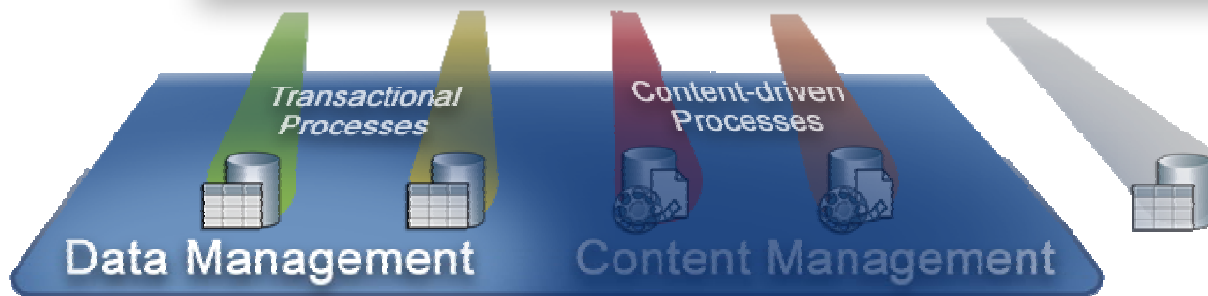 Transactional
Processes
Content-driven
Processes
Data Management
Content Management